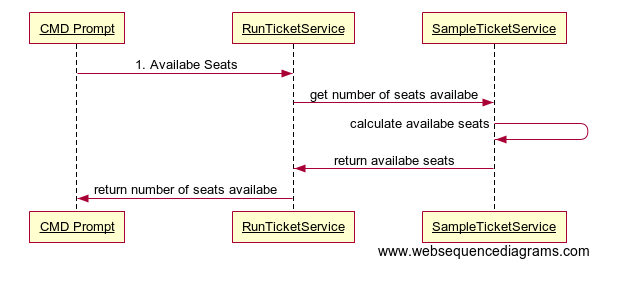 CMD Prompt RunTicketService SampleTicketService
1. Availabe Seats
get number of seats availabe
calculate availabe seats
return availabe seats
return number of seats availabe
CMD Prompt RunTicketService SampleTicketService
www.websequencediagrams.com